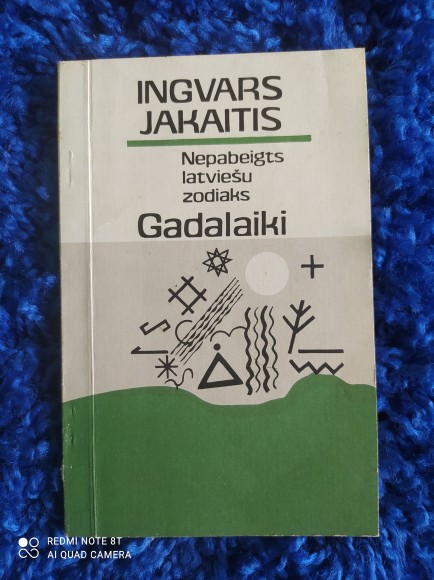 INGVARS
JAKAITIS
Nepabeigts
latviešu
zodiaks
Gadalaiki
REDMI NOTE 8T
AI QUAD CAMERA